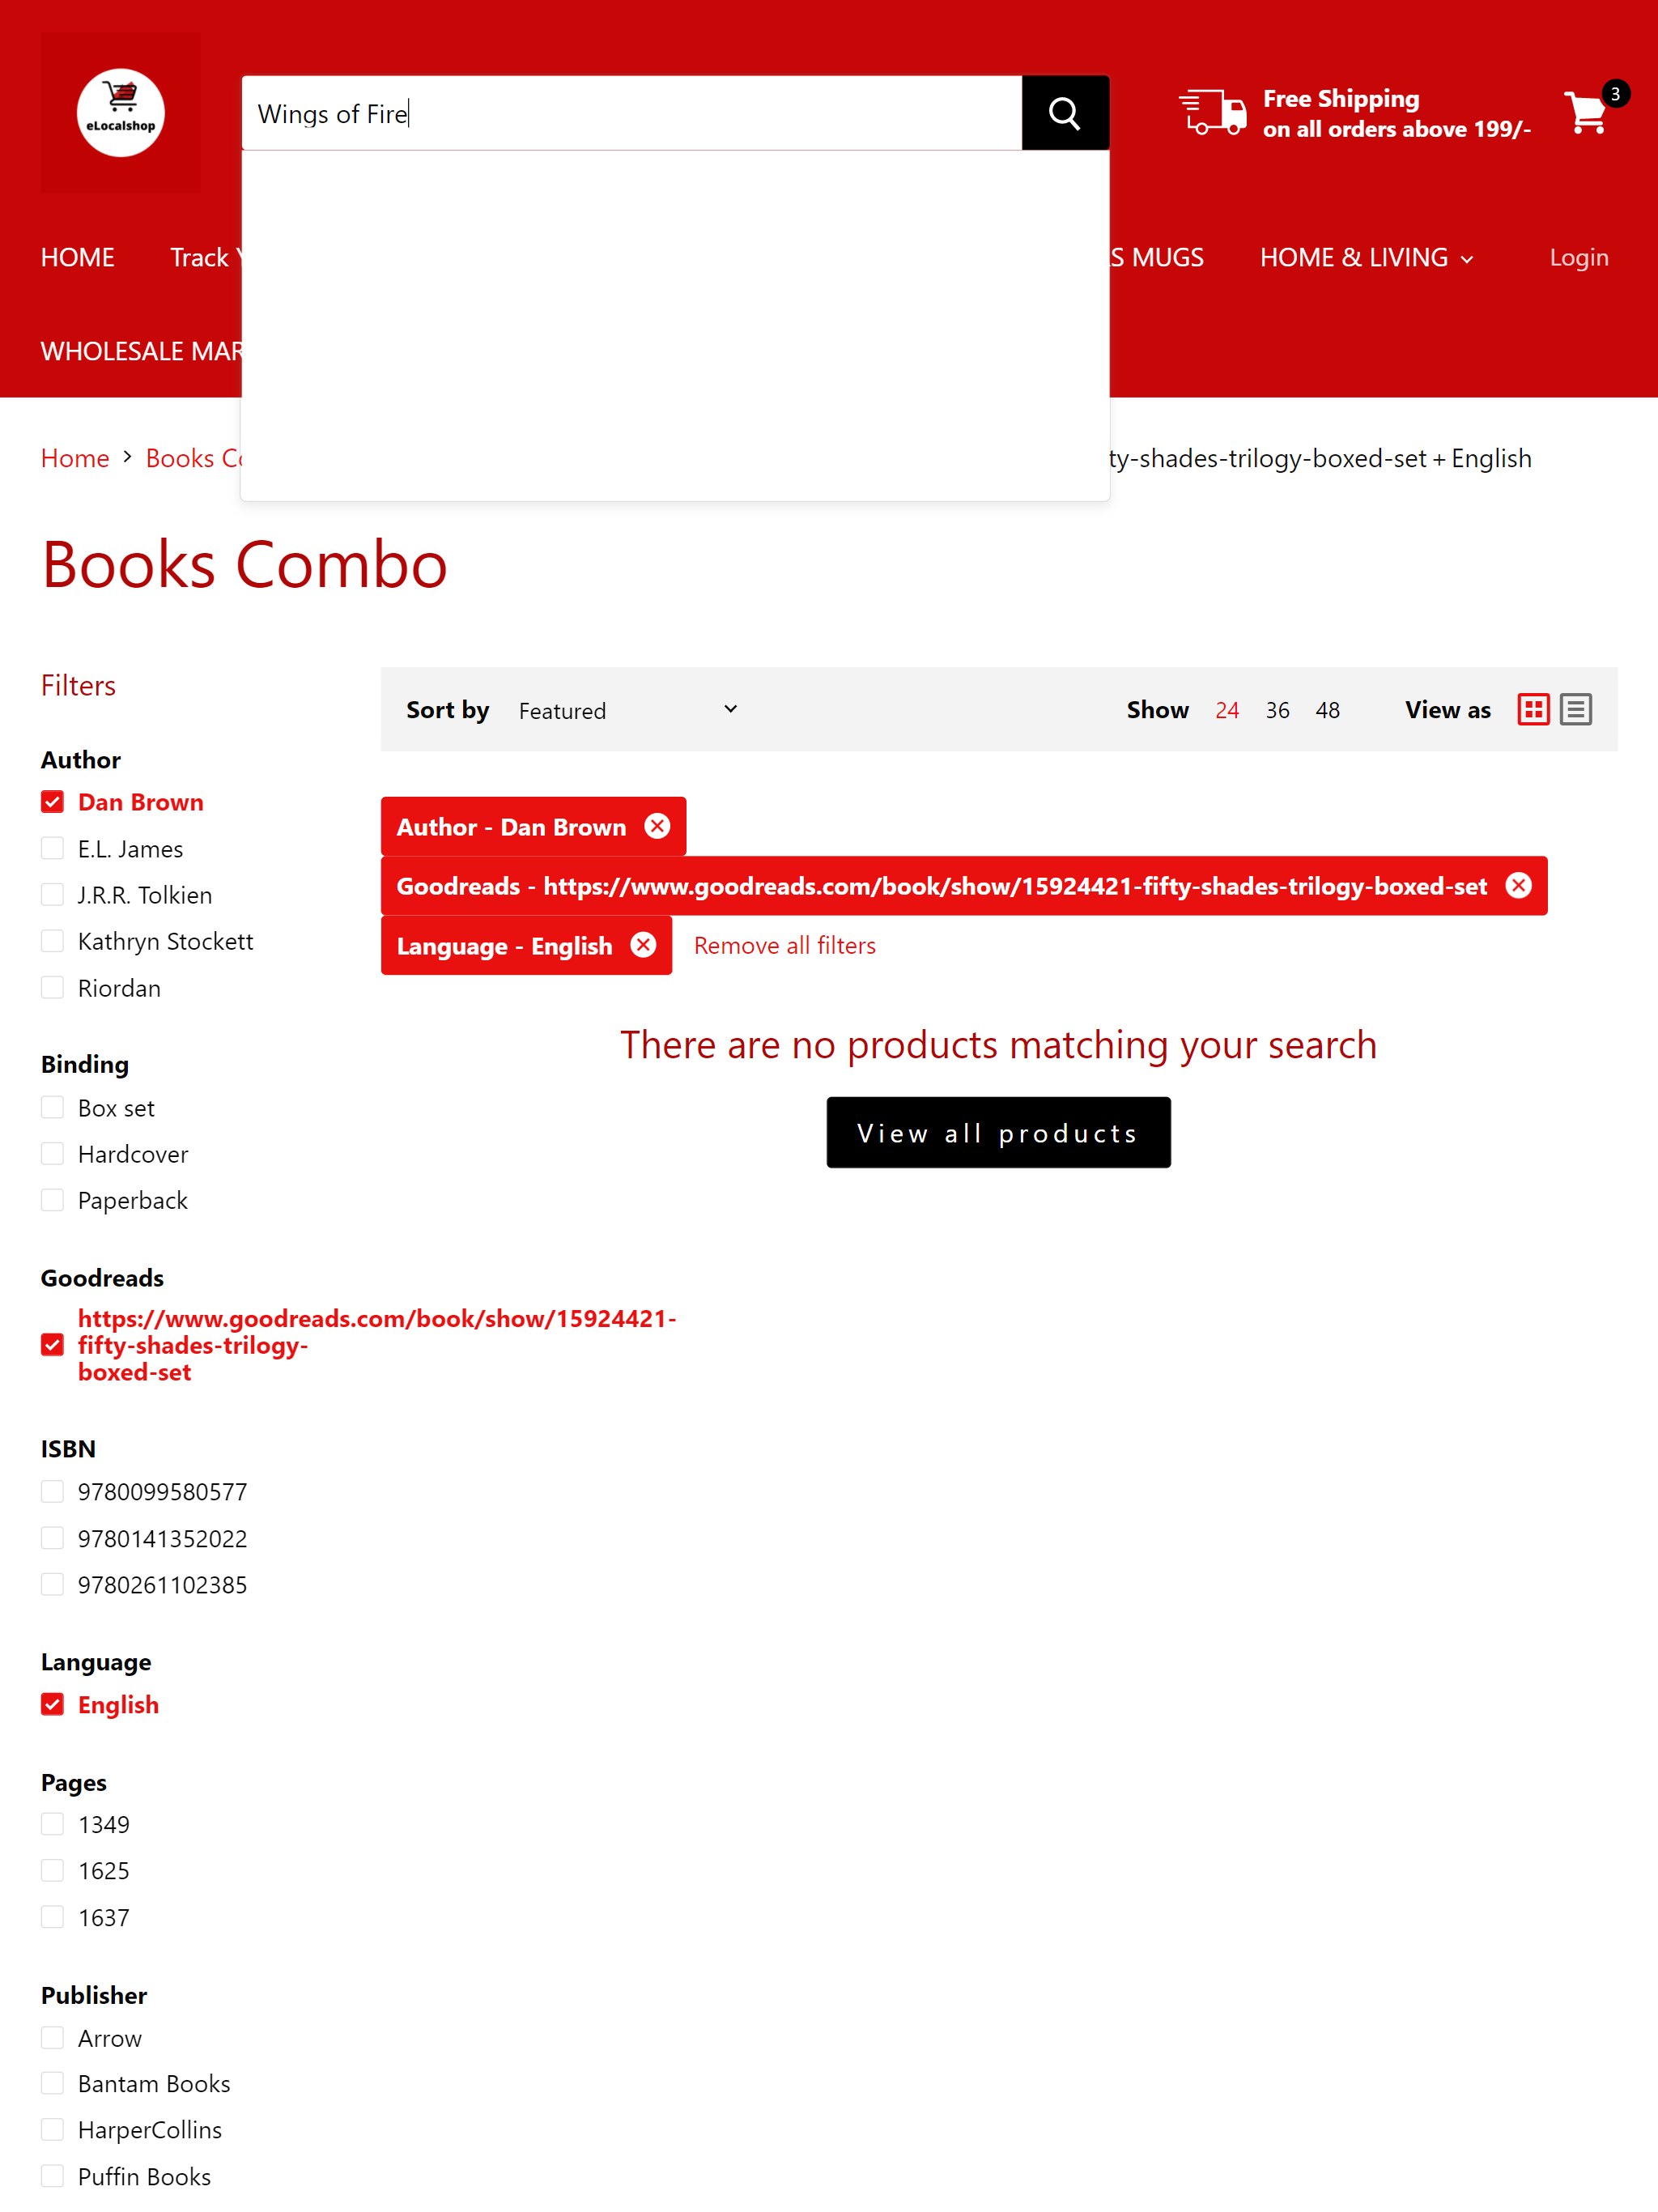 eLocalshop
Wings of Fire
Free Shipping
on all orders above 199/-
3
HOME
Track
S MUGS
HOME & LIVING
Login
WHOLESALE MAR
Home > Books Co
ty-shades-trilogy-boxed-set + English
Books Combo
Filters
Sort by Featured
Show 24 36 48
View as
Author
Dan Brown
E.L. James
J.R.R. Tolkien
Kathryn Stockett
Riordan
Binding
Box set
Hardcover
Paperback
Goodreads
https://www.goodreads.com/book/show/15924421-
fifty-shades-trilogy-
boxed-set
ISBN
9780099580577
9780141352022
9780261102385
Language
English
Pages
1349
1625
1637
Publisher
Arrow
Bantam Books
HarperCollins
Puffin Books
Author - Dan Brown
Goodreads - https://www.goodreads.com/book/show/15924421-fifty-shades-trilogy-boxed-set
Language - English
Remove all filters
There are no products matching your search
View all products